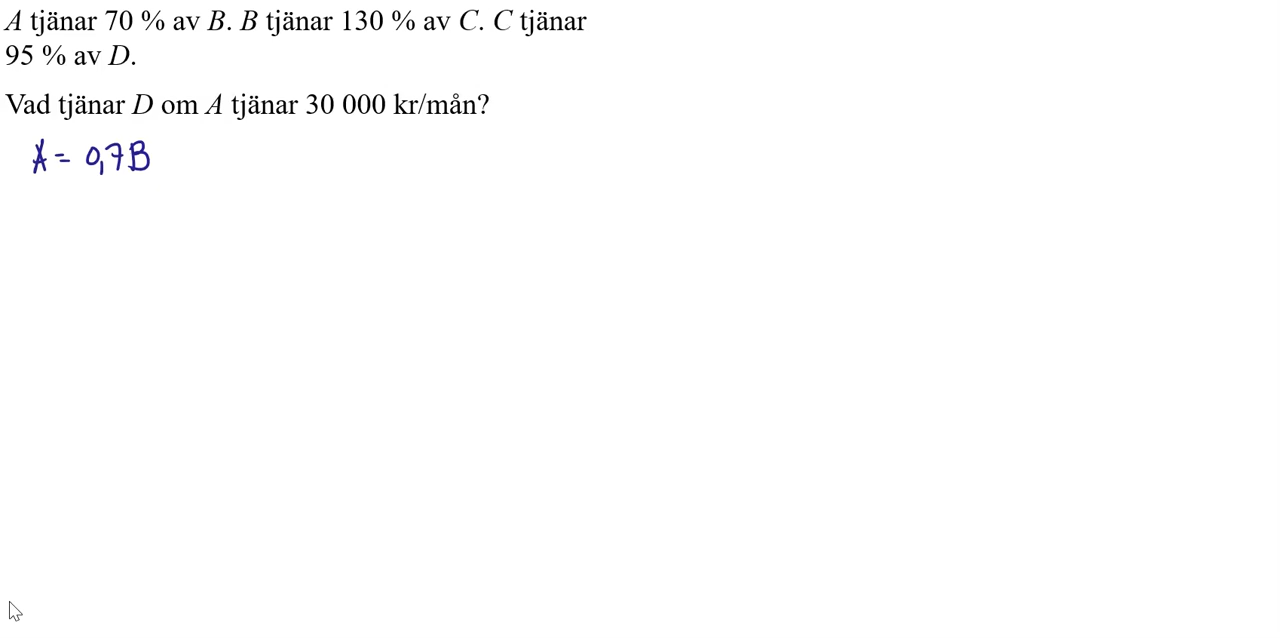 A tjänar 70 % av B. B tjänar 130 % av C. C tjänar
95 % av D.
Vad tjänar D om A tjänar 30 000 kr/mån?
A = 0,7B